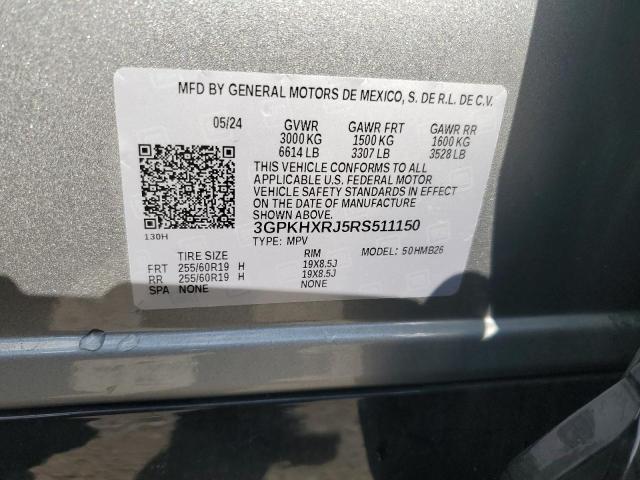 MFD BY GENERAL MOTORS DE MEXICO, S. DE R.L. DE C.V.
05/24 GVWR GAWR FRT GAWR RR
3000 KG 1500 KG 1600 KG
6614 LB 3307 LB 3528 LB
THIS VEHICLE CONFORMS TO ALL
APPLICABLE U.S. FEDERAL MOTOR
VEHICLE SAFETY STANDARDS IN EFFECT
ON THE DATE OF MANUFACTURE
SHOWN ABOVE.
3GPKHXRJ5RS511150
130H TYPE: MPV MODEL: 50HMB26
TIRE SIZE RIM
FRT 255/60R19 H 19X8.5J
RR 255/60R19 H 19X8.5J
SPA NONE NONE